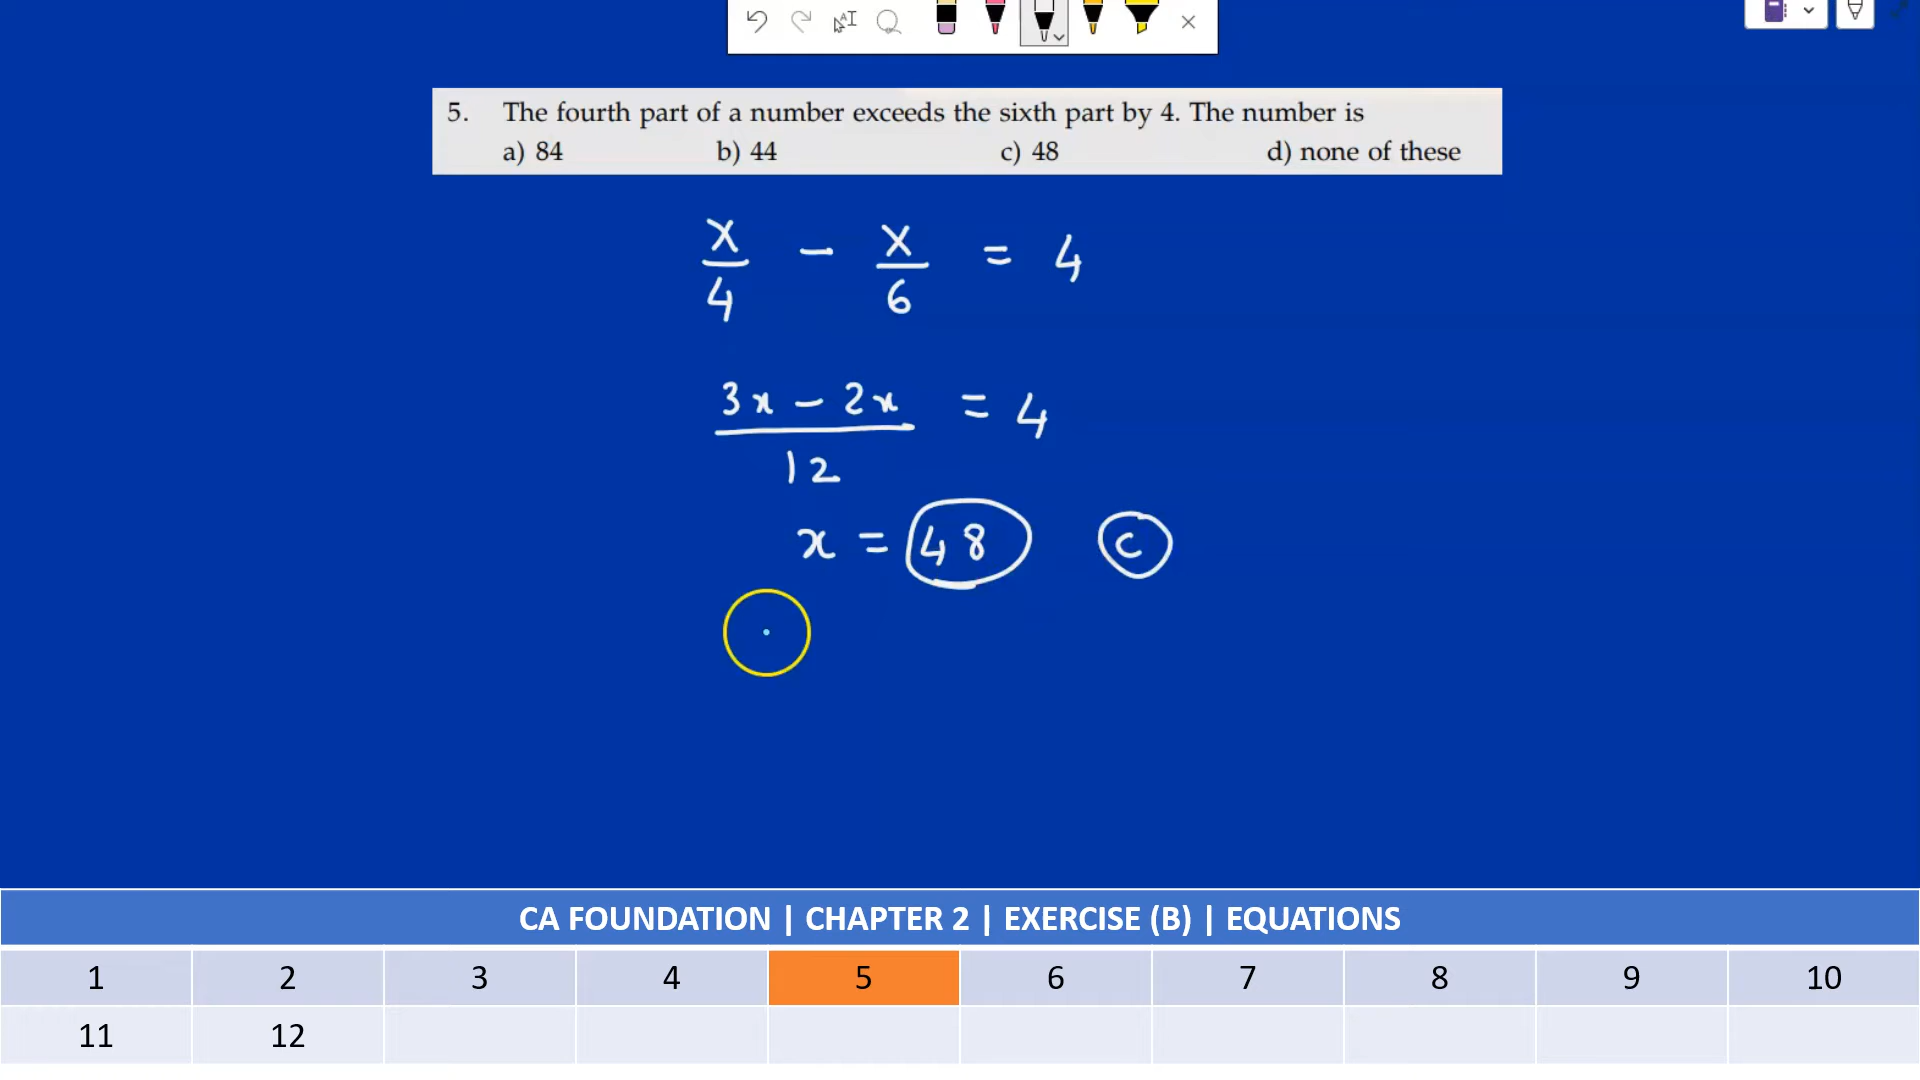 5. The fourth part of a number exceeds the sixth part by 4. The number is
a) 84 b) 44 c) 48 d) none of these
x/4 - x/6 = 4
3x - 2x / 12 = 4
x = 48 c
CA FOUNDATION | CHAPTER 2 | EXERCISE (B) | EQUATIONS
1 2 3 4 5 6 7 8 9 10
11 12